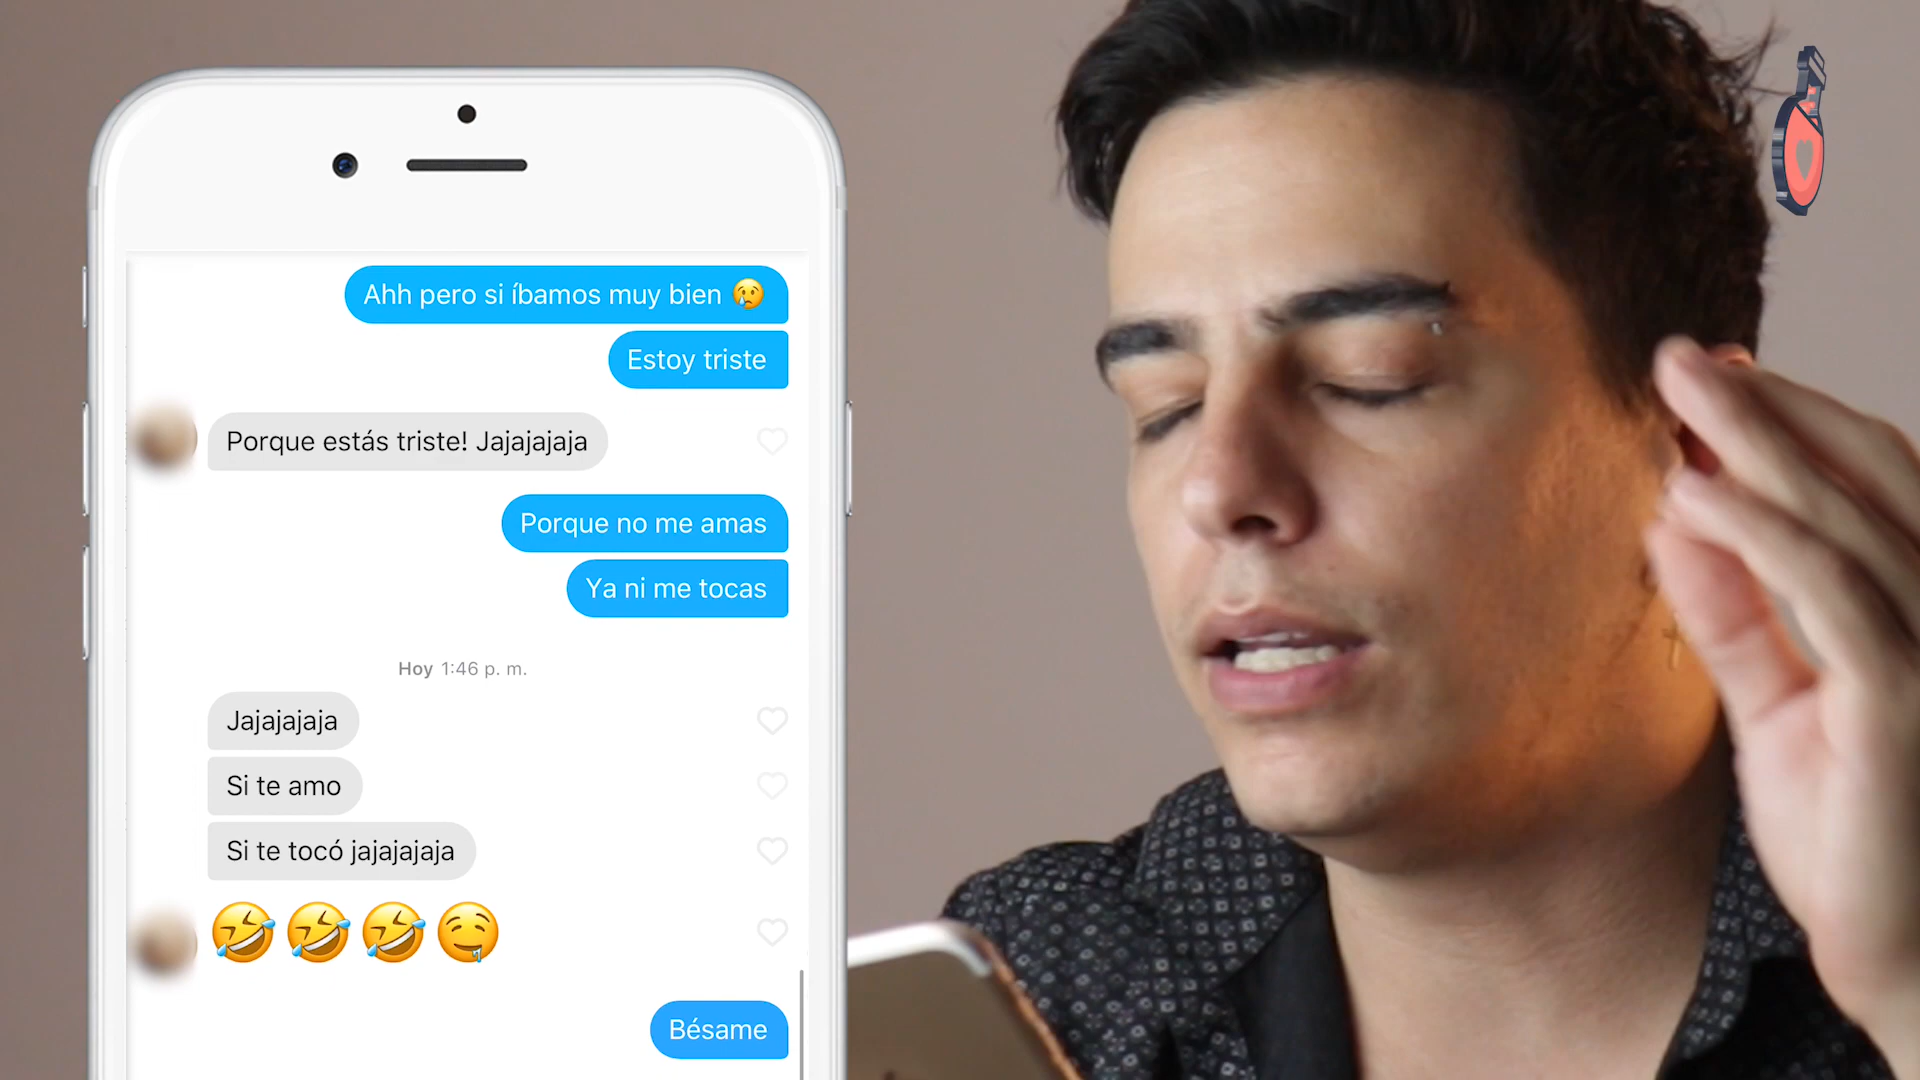 Ahh pero si íbamos muy bien 😢
Estoy triste
Porque estás triste! Jajajajaja
Porque no me amas
Ya ni me tocas
Hoy 1:46 p. m.
Jajajajaja
Si te amo
Si te tocó jajajajaja
🤣 🤣 🤣 🤤
Bésame